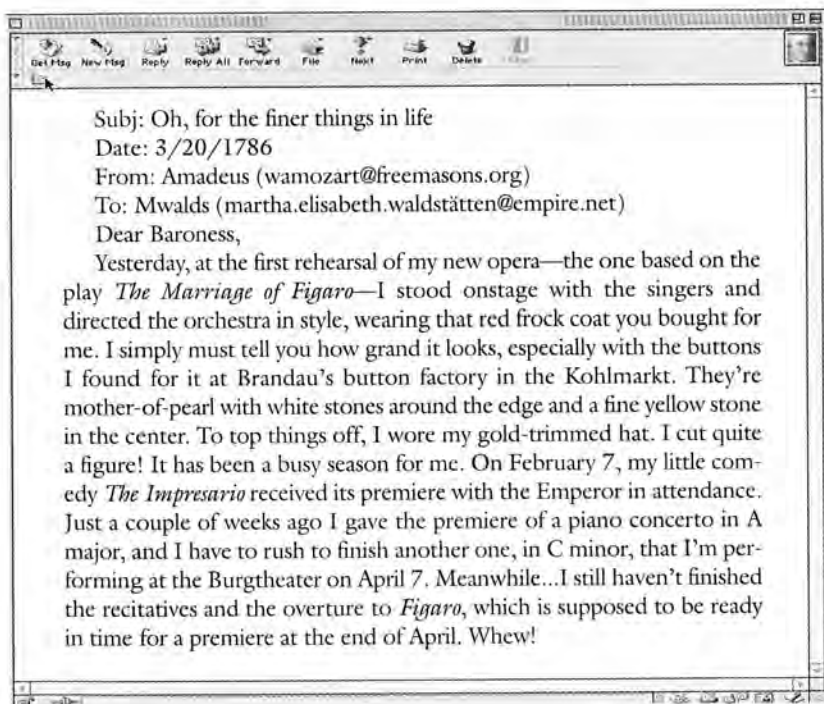 Get Msg New Msg Reply Reply All Forward File Next Print Delete
Subj: Oh, for the finer things in life
Date: 3/20/1786
From: Amadeus (wamozart@freemasons.org)
To: Mwalds (martha.elisabeth.waldstätten@empire.net)
Dear Baroness,
Yesterday, at the first rehearsal of my new opera—the one based on the
play The Marriage of Figaro—I stood onstage with the singers and
directed the orchestra in style, wearing that red frock coat you bought for
me. I simply must tell you how grand it looks, especially with the buttons
I found for it at Brandau's button factory in the Kohlmarkt. They're
mother-of-pearl with white stones around the edge and a fine yellow stone
in the center. To top things off, I wore my gold-trimmed hat. I cut quite
a figure! It has been a busy season for me. On February 7, my little com-
edy The Impresario received its premiere with the Emperor in attendance.
Just a couple of weeks ago I gave the premiere of a piano concerto in A
major, and I have to rush to finish another one, in C minor, that I'm per-
forming at the Burgtheater on April 7. Meanwhile...I still haven't finished
the recitatives and the overture to Figaro, which is supposed to be ready
in time for a premiere at the end of April. Whew!